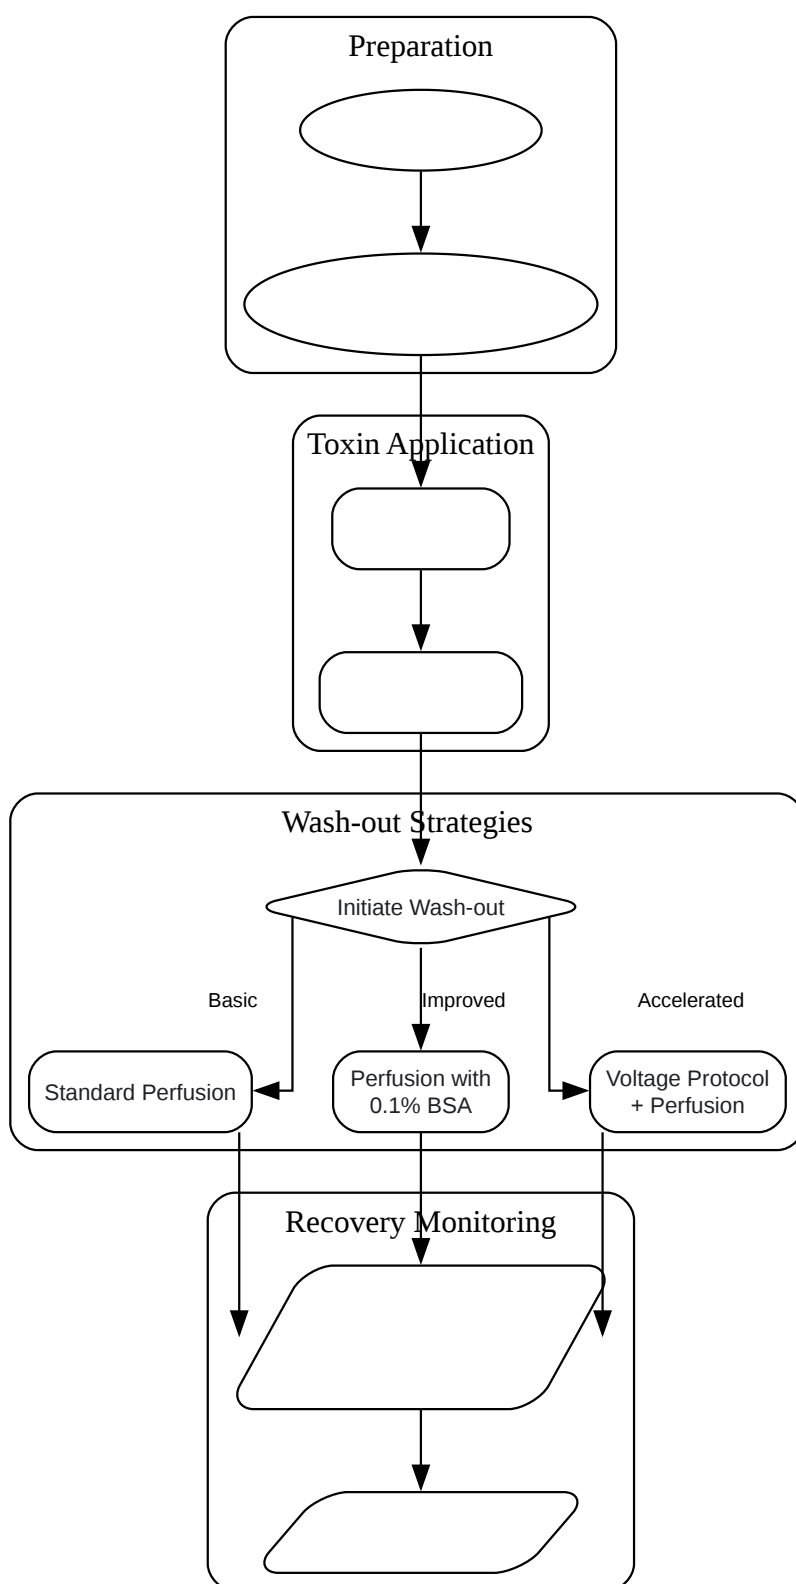 Preparation
Toxin Application
Wash-out Strategies
Initiate Wash-out
Basic
Improved
Accelerated
Standard Perfusion
Perfusion with
0.1% BSA
Voltage Protocol
+ Perfusion
Recovery Monitoring